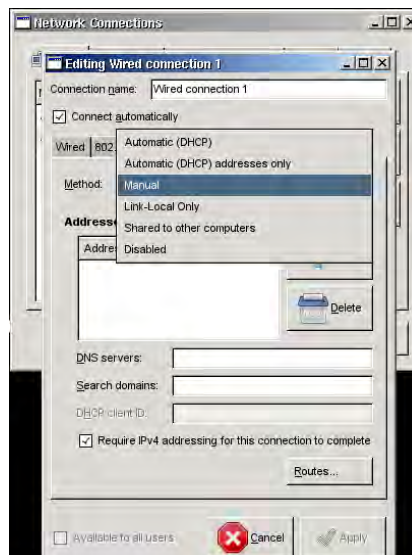 Network Connections
Editing Wired connection 1
Connection name: Wired connection 1
Connect automatically
Wired 802.
Automatic (DHCP)
Automatic (DHCP) addresses only
Method:
Manual
Link-Local Only
Shared to other computers
Disabled
Addresse
Addres
Delete
DNS servers:
Search domains:
DHCP client ID:
Require IPv4 addressing for this connection to complete
Routes...
Available to all users
Cancel
Apply